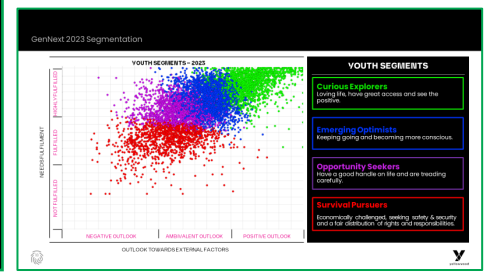 GenNext 2023 Segmentation
YOUTH SEGMENTS - 2023
HIGHLY FULFILLED
FULFILLED
NOT FULFILLED
NEEDS FULFILMENT
NEGATIVE OUTLOOK
AMBIVALENT OUTLOOK
POSITIVE OUTLOOK
OUTLOOK TOWARDS EXTERNAL FACTORS
YOUTH SEGMENTS
Curious Explorers
Loving life, have great access and see the
positive.
Emerging Optimists
Keeping going and becoming more conscious.
Opportunity Seekers
Have a good handle on life and are treading
carefully.
Survival Pursuers
Economically challenged, seeking safety & security
and a fair distribution of rights and responsibilities.